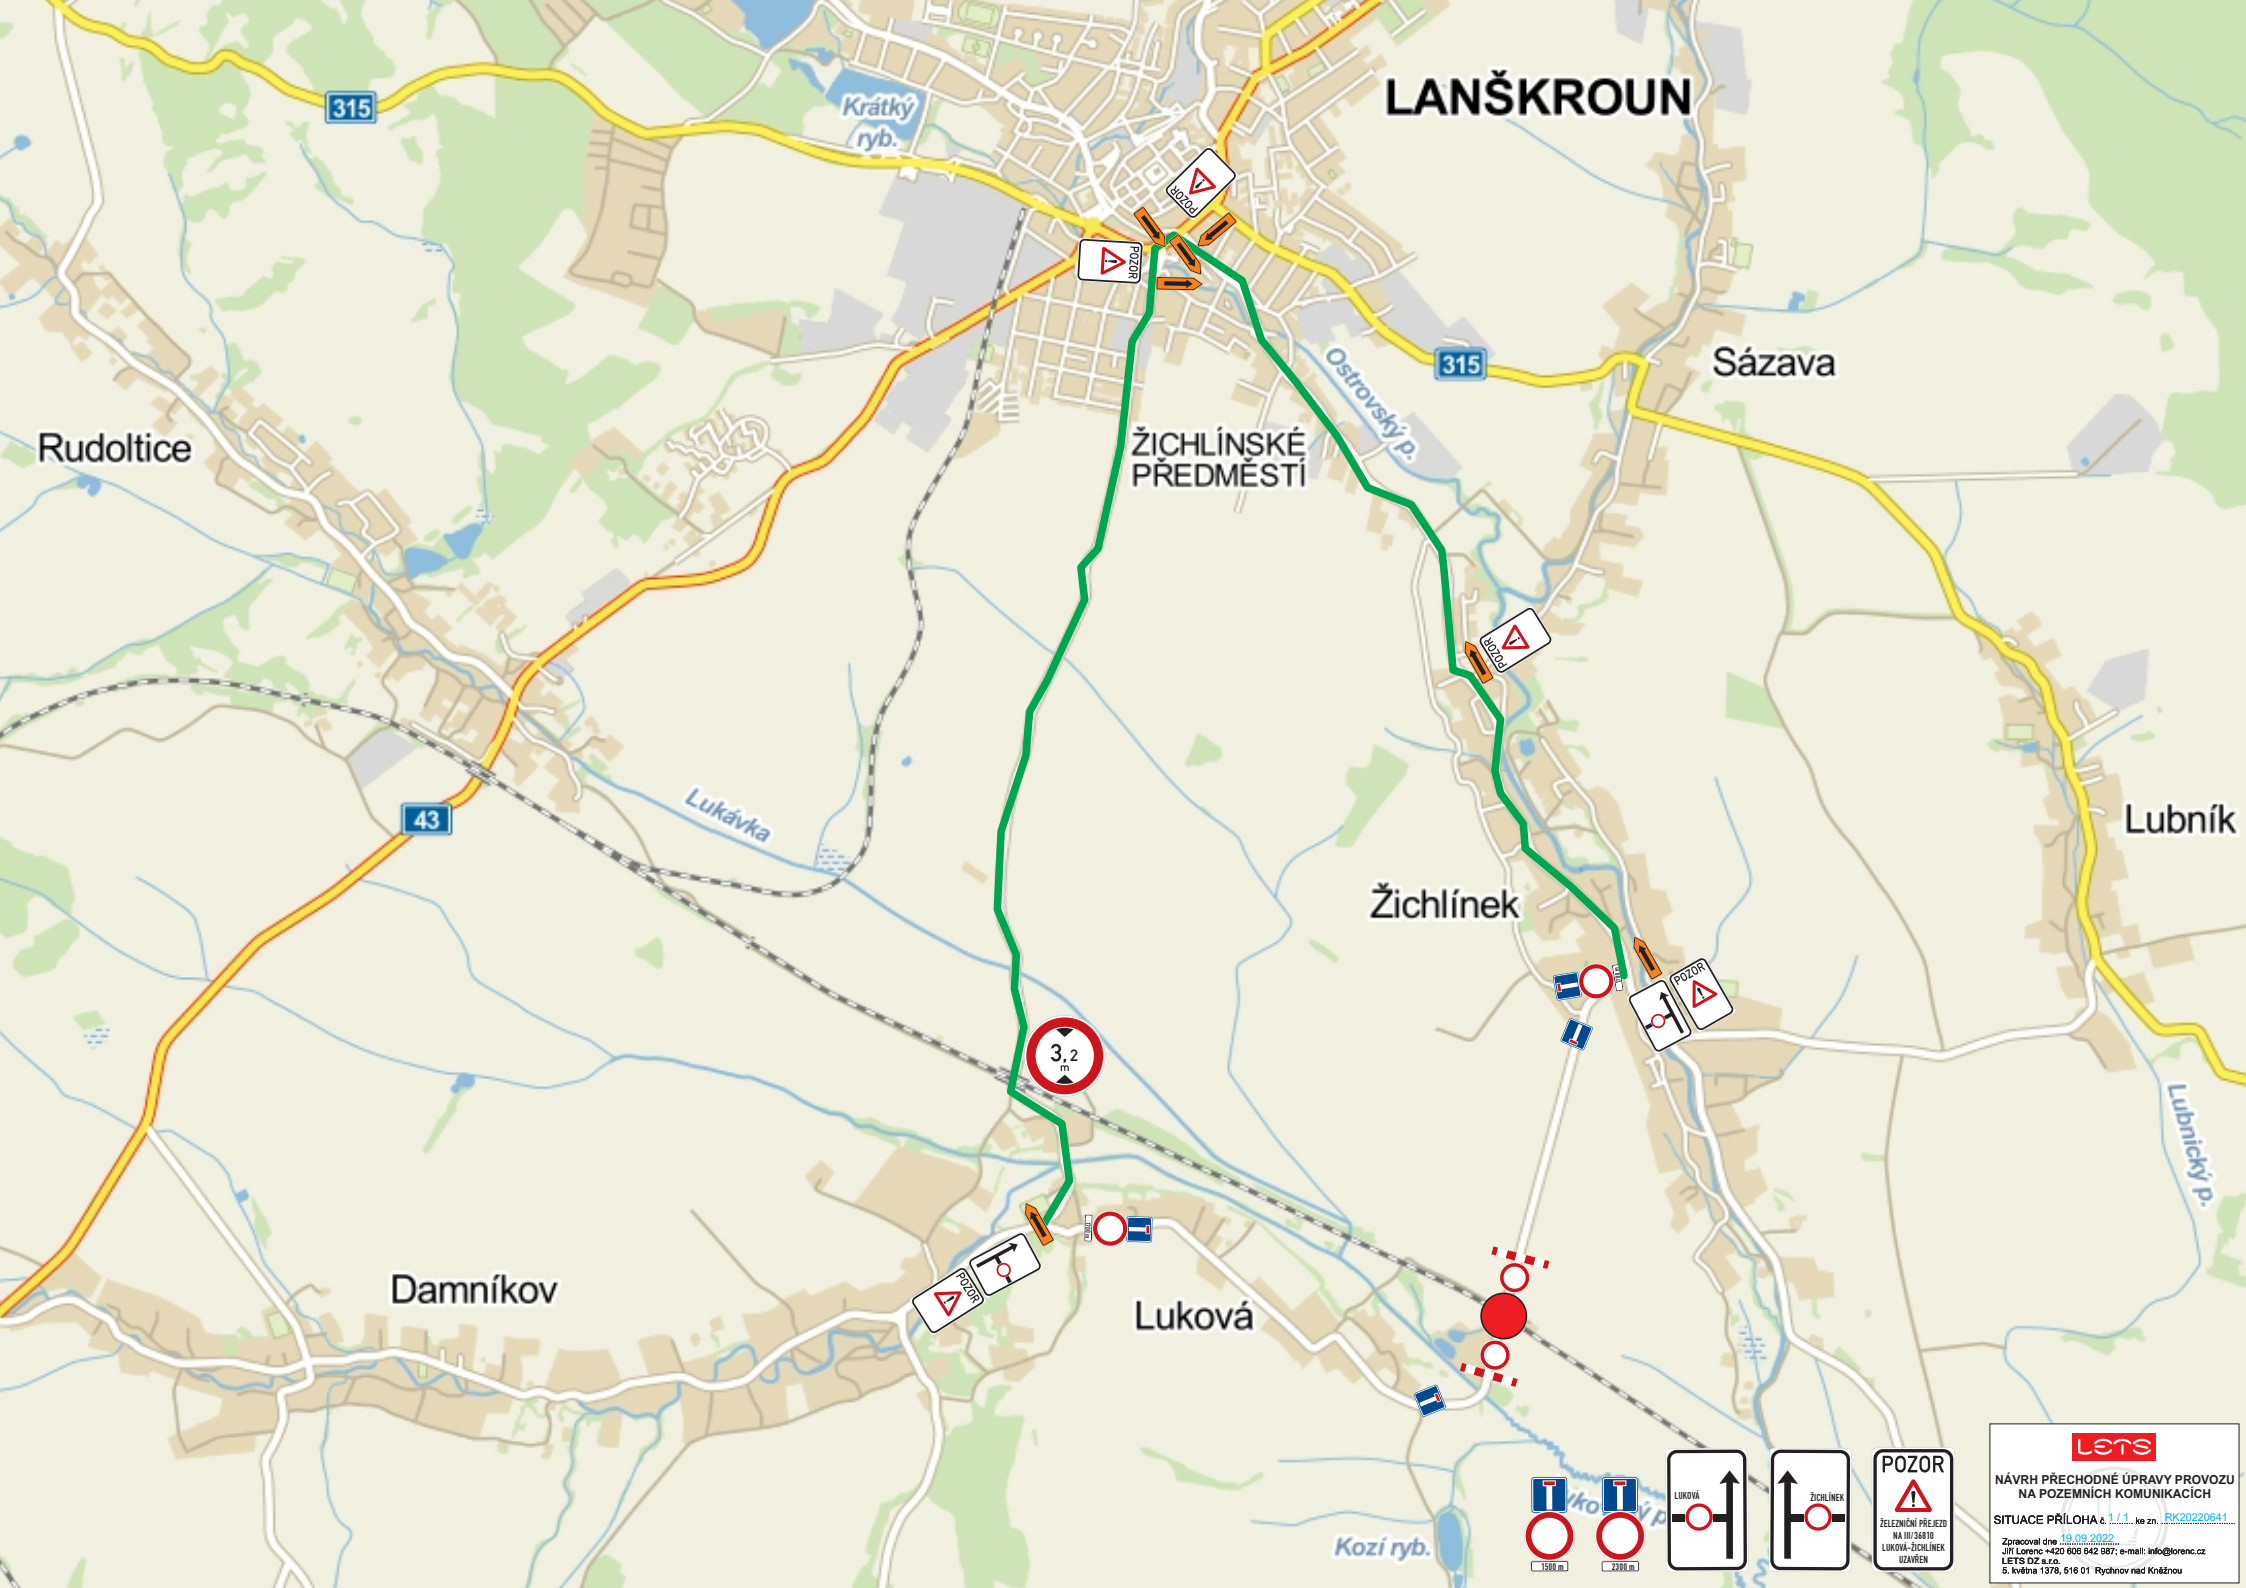 LANŠKROUN
Krátký
ryb.
315
POZOR
POZOR
315
Sázava
Ostrovský p.
Rudoltice
ŽICHLÍNSKÉ
PŘEDMĚSTÍ
POZOR
Lukávka
43
Lubník
Žichlínek
POZOR
3,2
m
Lubnický p.
POZOR
Damníkov
Luková
Kozí ryb.
1500 m
2300 m
LUKOVÁ
ŽICHLÍNEK
POZOR
ŽELEZNIČNÍ PŘEJEZD
NA III/36810
LUKOVÁ-ŽICHLÍNEK
UZAVŘEN
LETS
NÁVRH PŘECHODNÉ ÚPRAVY PROVOZU
NA POZEMNÍCH KOMUNIKACÍCH
SITUACE PŘÍLOHA č. 1 / 1 ke zn. RK20220641
Zpracoval dne 19.09.2022
Jiří Lorenc +420 606 642 987; e-mail: info@lorenc.cz
LETS DZ s.r.o.
5. května 1378, 516 01 Rychnov nad Kněžnou